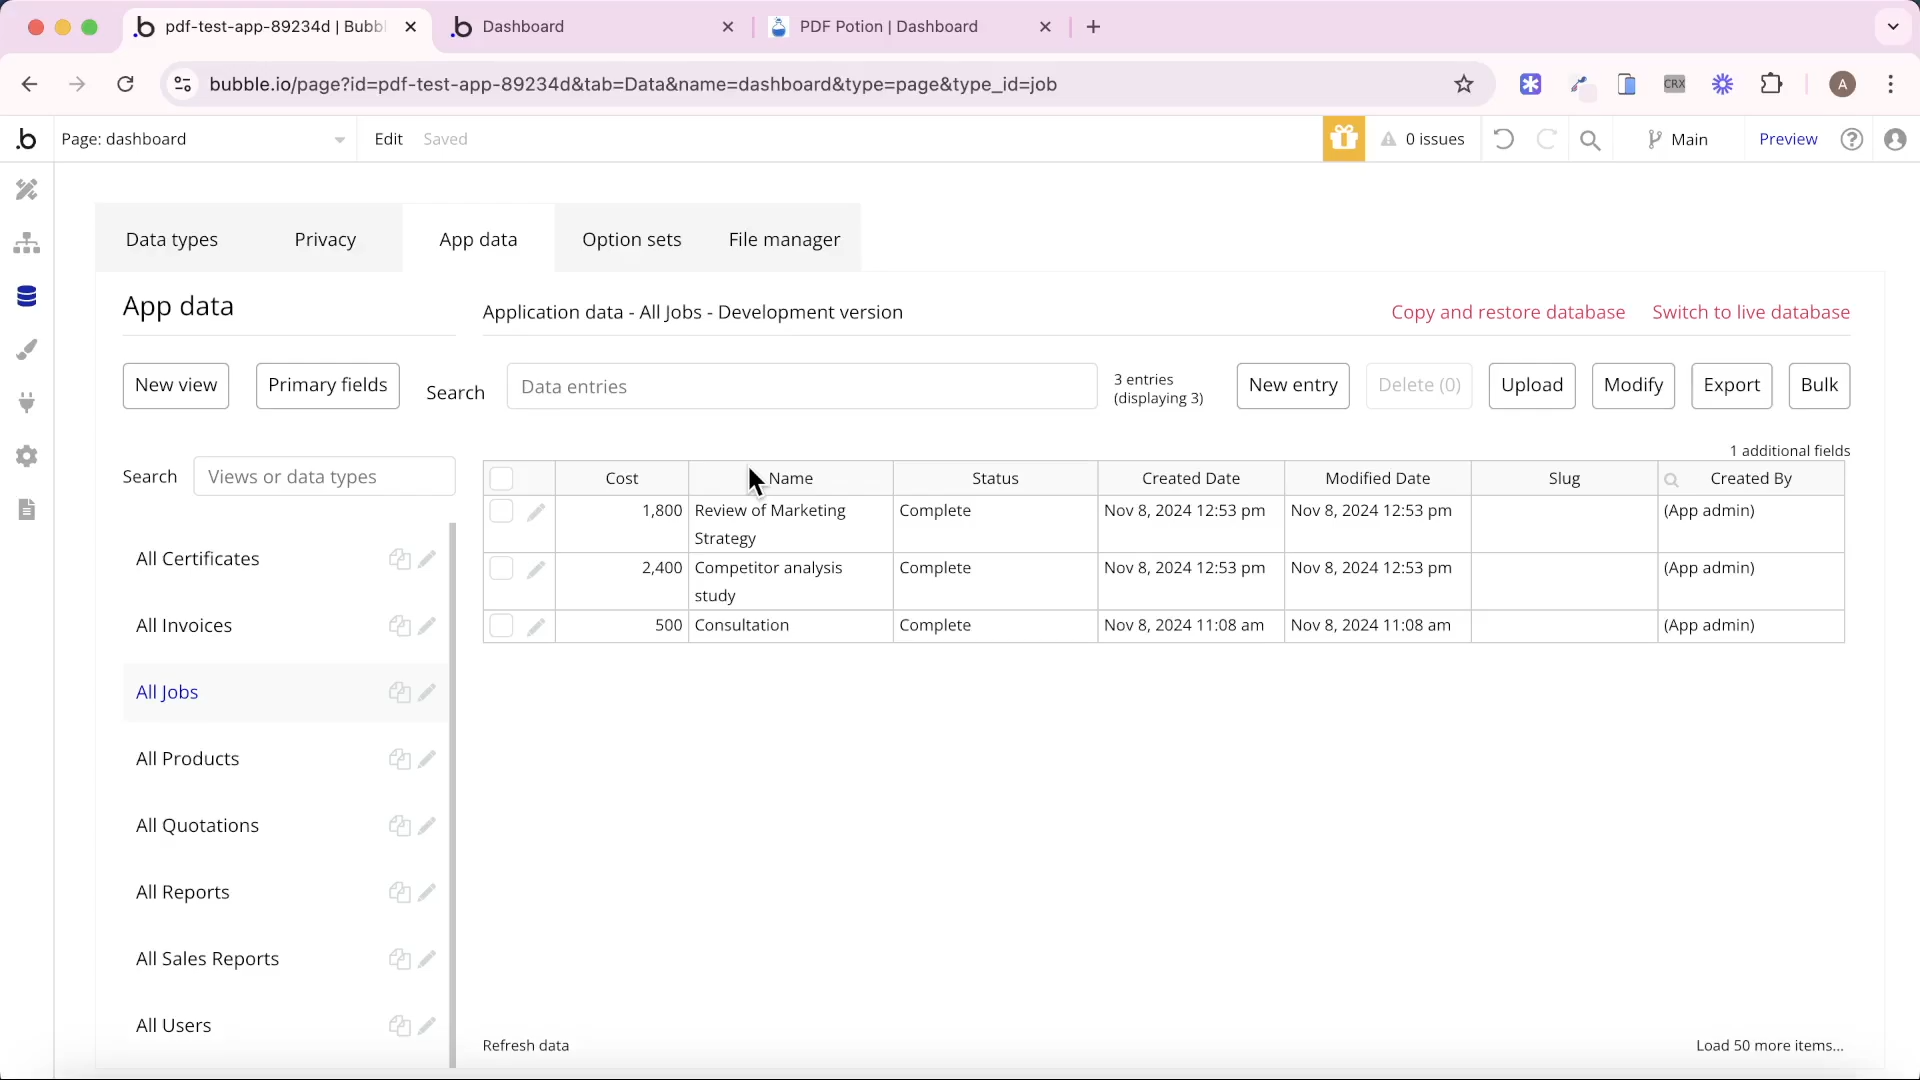 pdf-test-app-89234d | Bubbl
Dashboard
PDF Potion | Dashboard
bubble.io/page?id=pdf-test-app-89234d&tab=Data&name=dashboard&type=page&type_id=job
CRX
A
Page: dashboard
Edit
Saved
0 issues
Main
Preview
Data types
Privacy
App data
Option sets
File manager
App data
Application data - All Jobs - Development version
Copy and restore database
Switch to live database
New view
Primary fields
Search
Data entries
3 entries
(displaying 3)
New entry
Delete (0)
Upload
Modify
Export
Bulk
1 additional fields
Search
Views or data types
Cost
Name
Status
Created Date
Modified Date
Slug
Created By
1,800
Review of Marketing
Strategy
Complete
Nov 8, 2024 12:53 pm
Nov 8, 2024 12:53 pm
(App admin)
2,400
Competitor analysis
study
Complete
Nov 8, 2024 12:53 pm
Nov 8, 2024 12:53 pm
(App admin)
500
Consultation
Complete
Nov 8, 2024 11:08 am
Nov 8, 2024 11:08 am
(App admin)
All Certificates
All Invoices
All Jobs
All Products
All Quotations
All Reports
All Sales Reports
All Users
Refresh data
Load 50 more items...